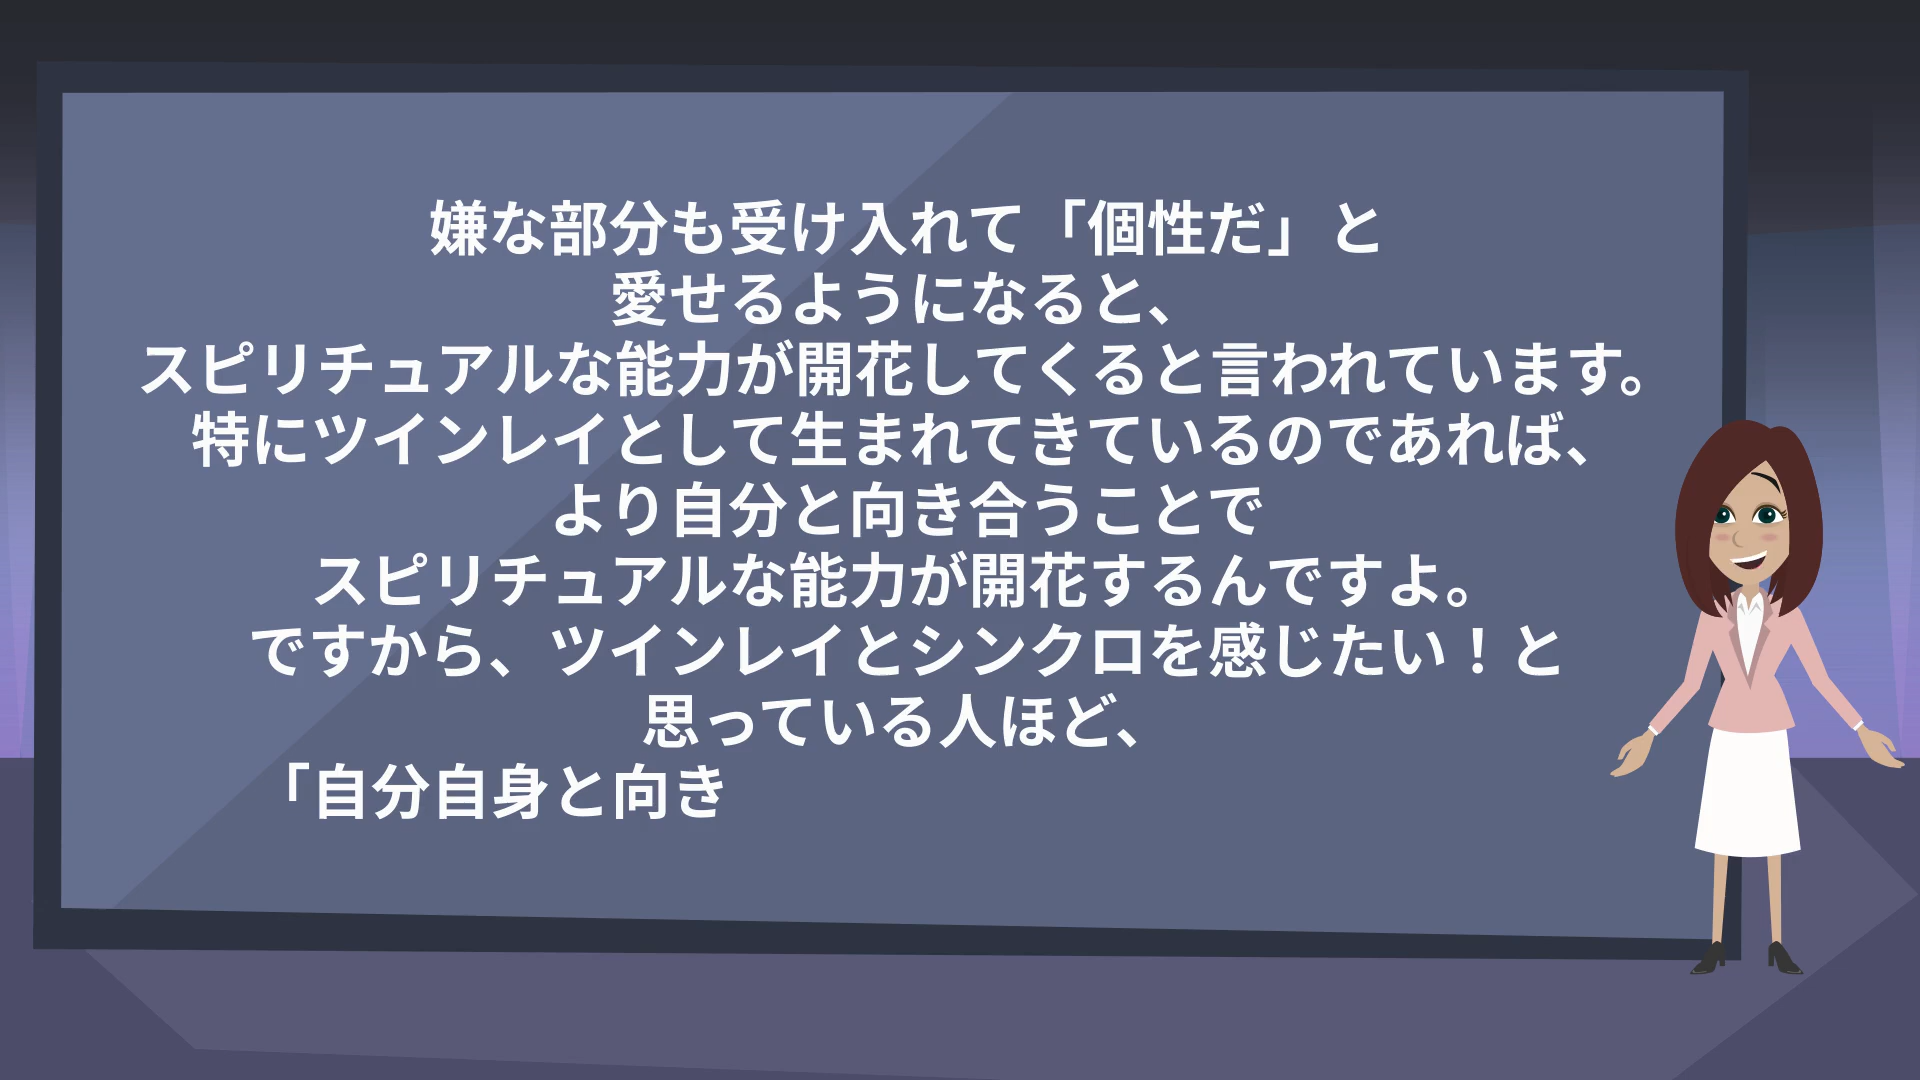 嫌な部分も受け入れて「個性だ」と
愛せるようになると、
スピリチュアルな能力が開花してくると言われています。
特にツインレイとして生まれてきているのであれば、
より自分と向き合うことで
スピリチュアルな能力が開花するんですよ。
ですから、ツインレイとシンクロを感じたい！と
思っている人ほど、
「自分自身と向き